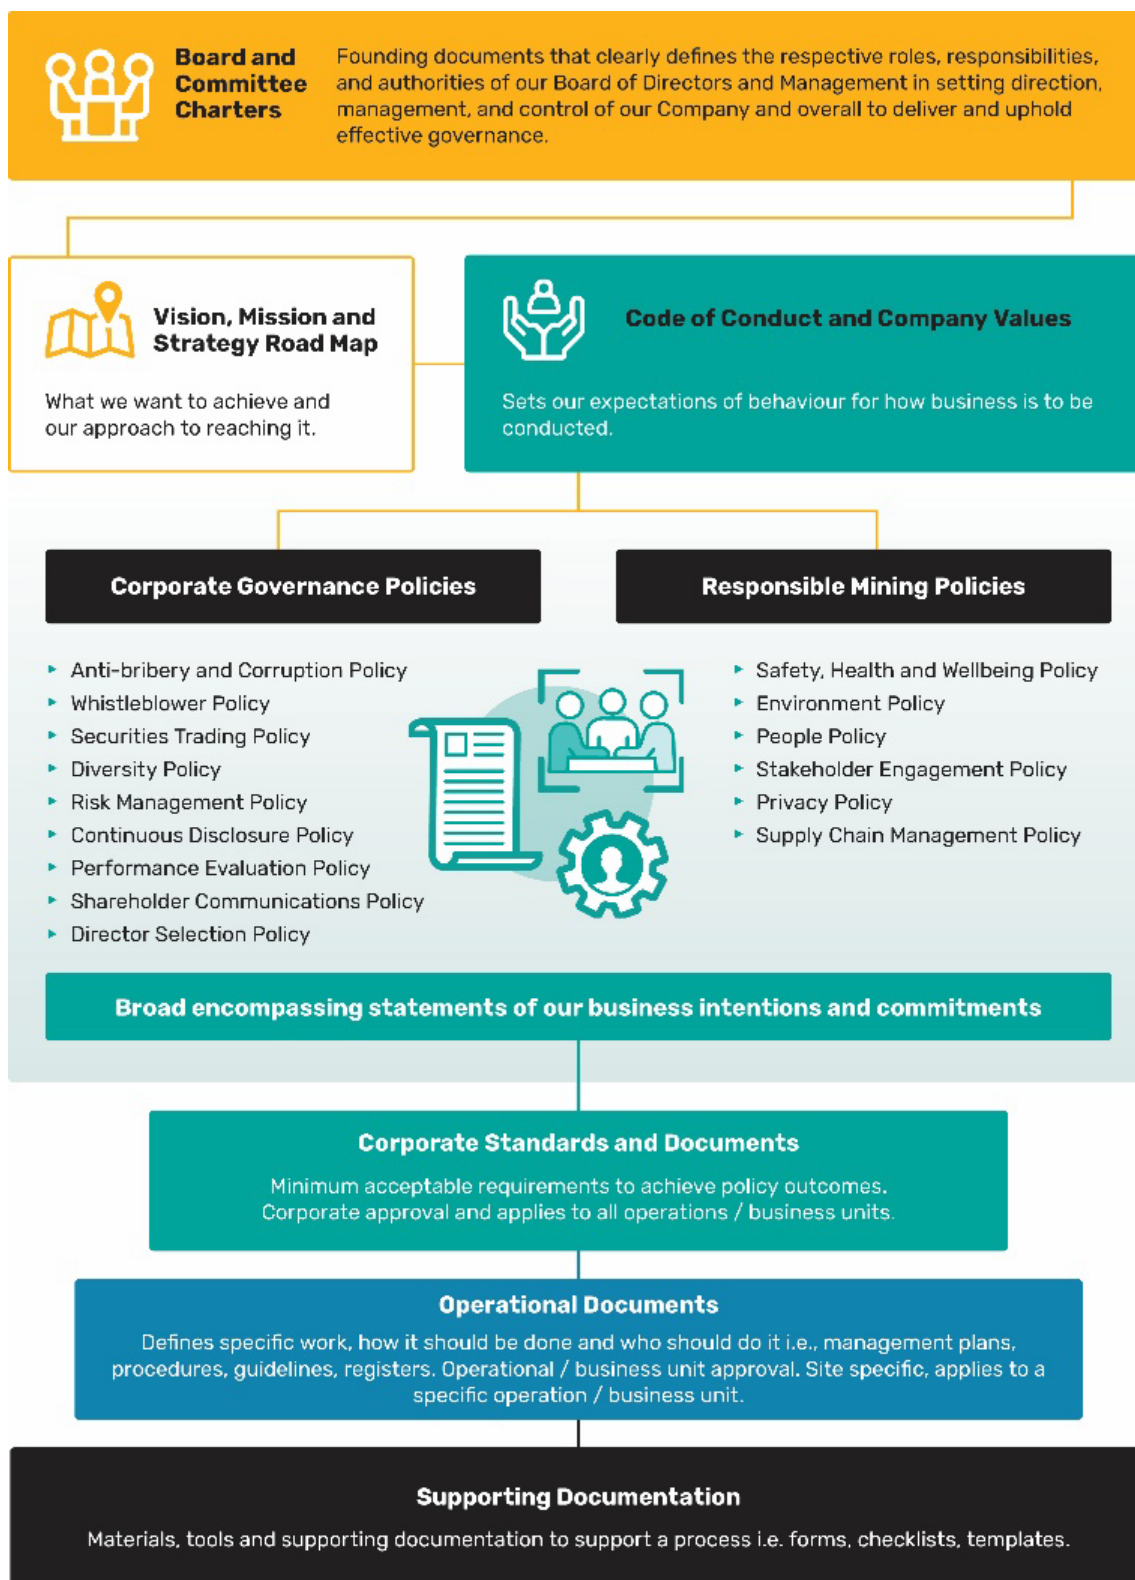 Board and
Committee
Charters
Founding documents that clearly defines the respective roles, responsibilities,
and authorities of our Board of Directors and Management in setting direction,
management, and control of our Company and overall to deliver and uphold
effective governance.
Vision, Mission and
Strategy Road Map
What we want to achieve and
our approach to reaching it.
Code of Conduct and Company Values
Sets our expectations of behaviour for how business is to be
conducted.
Corporate Governance Policies
Anti-bribery and Corruption Policy
Whistleblower Policy
Securities Trading Policy
Diversity Policy
Risk Management Policy
Continuous Disclosure Policy
Performance Evaluation Policy
Shareholder Communications Policy
Director Selection Policy
Responsible Mining Policies
Safety, Health and Wellbeing Policy
Environment Policy
People Policy
Stakeholder Engagement Policy
Privacy Policy
Supply Chain Management Policy
Broad encompassing statements of our business intentions and commitments
Corporate Standards and Documents
Minimum acceptable requirements to achieve policy outcomes.
Corporate approval and applies to all operations / business units.
Operational Documents
Defines specific work, how it should be done and who should do it i.e., management plans,
procedures, guidelines, registers. Operational / business unit approval. Site specific, applies to a
specific operation / business unit.
Supporting Documentation
Materials, tools and supporting documentation to support a process i.e. forms, checklists, templates.